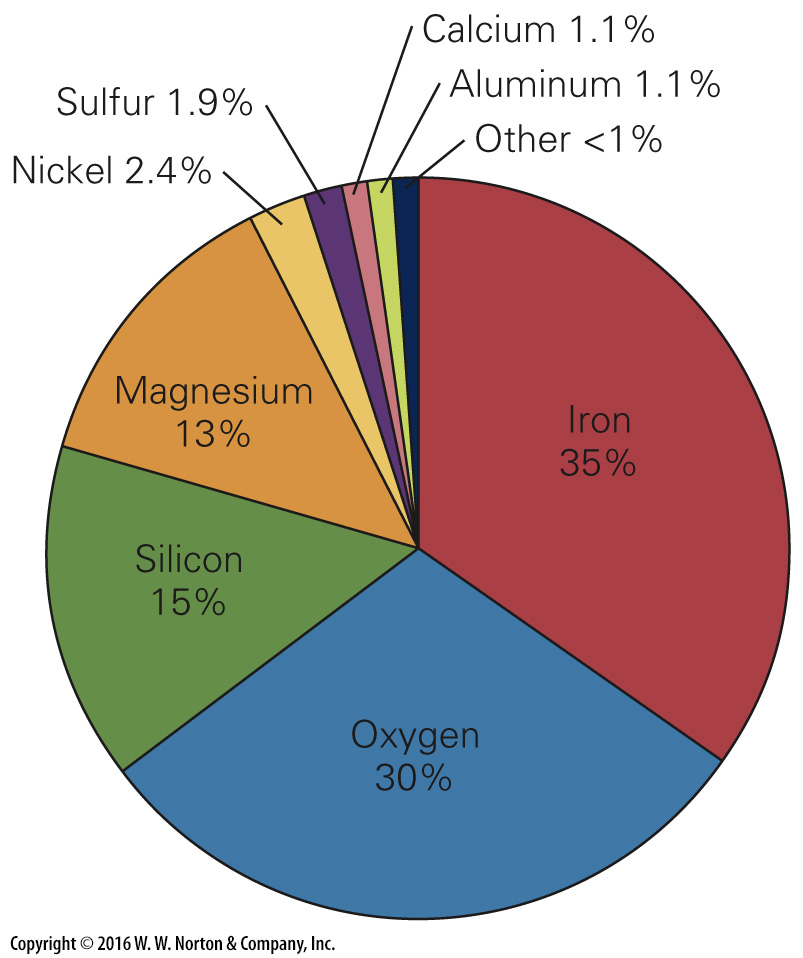 Calcium 1.1%
Aluminum 1.1%
Sulfur 1.9%
Other <1%
Nickel 2.4%
Magnesium
13%
Iron
35%
Silicon
15%
Oxygen
30%
Copyright © 2016 W. W. Norton & Company, Inc.